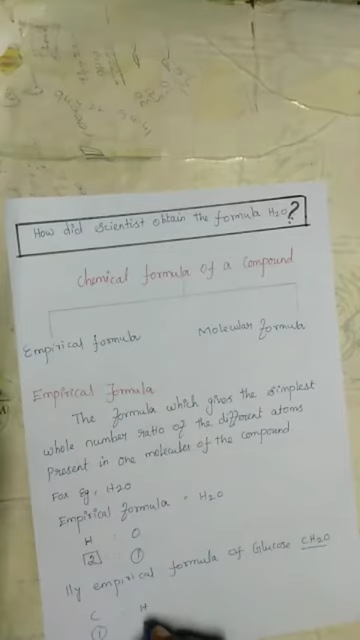 How did scientist obtain the formula H2O?
Chemical formula of a compound
Empirical formula
Molecular formula
Empirical formula
The formula which gives the simplest
whole number ratio of the different atoms
present in one molecules of the compound
For eg, H2O
Empirical formula = H2O
H : O
2 : 1
lly empirical formula of Glucose CH2O
C : H
1